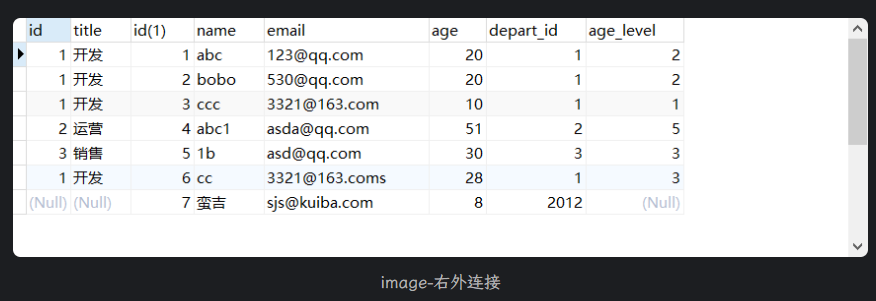 id title id(1) name email age depart_id age_level
1 开发 1 abc 123@qq.com 20 1 2
1 开发 2 bobo 530@qq.com 20 1 2
1 开发 3 ccc 3321@163.com 10 1 1
2 运营 4 abc1 asda@qq.com 51 2 5
3 销售 5 1b asd@qq.com 30 3 3
1 开发 6 cc 3321@163.coms 28 1 3
(Null) (Null) 7 蛮吉 sjs@kuiba.com 8 2012 (Null)
image-右外连接